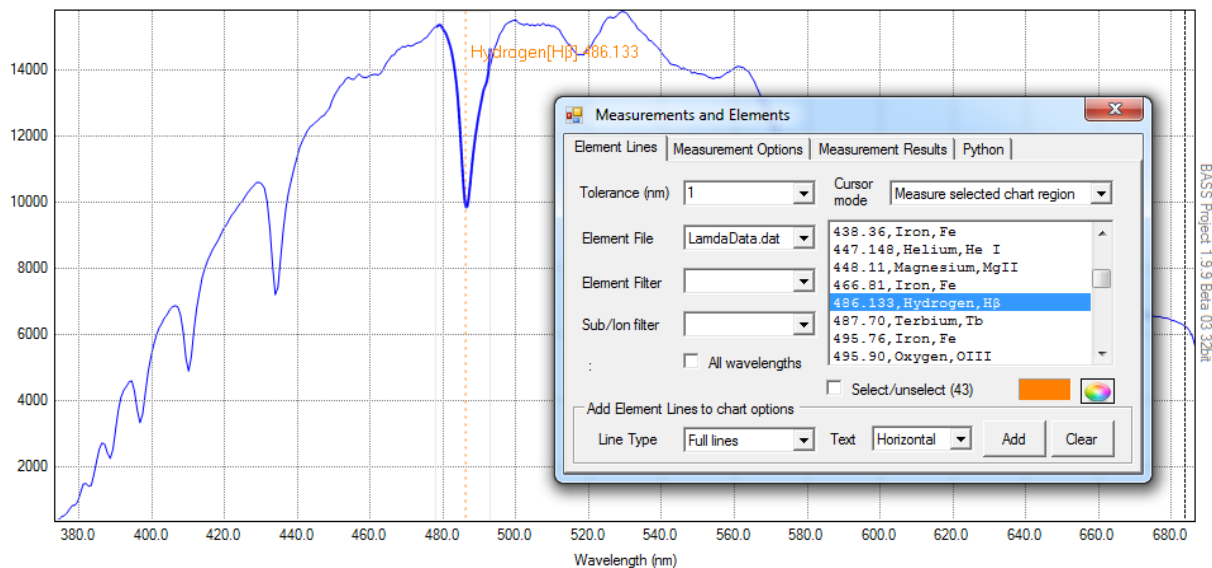 14000
12000
10000
8000
6000
4000
2000
Hydrogen[Hβ] 486.133
380.0 400.0 420.0 440.0 460.0 480.0 500.0 520.0 540.0 560.0 580.0 600.0 620.0 640.0 660.0 680.0
Wavelength (nm)
BASS Project 1.9.9 Beta 03 32bit
Measurements and Elements
Element Lines Measurement Options Measurement Results Python
Tolerance (nm) 1
Cursor mode Measure selected chart region
Element File LamdaData.dat
Element Filter
Sub/Ion filter
: All wavelengths
438.36,Iron,Fe
447.148,Helium,He I
448.11,Magnesium,MgII
466.81,Iron,Fe
486.133,Hydrogen,Hβ
487.70,Terbium,Tb
495.76,Iron,Fe
495.90,Oxygen,OIII
Select/unselect (43)
Add Element Lines to chart options
Line Type Full lines Text Horizontal Add Clear